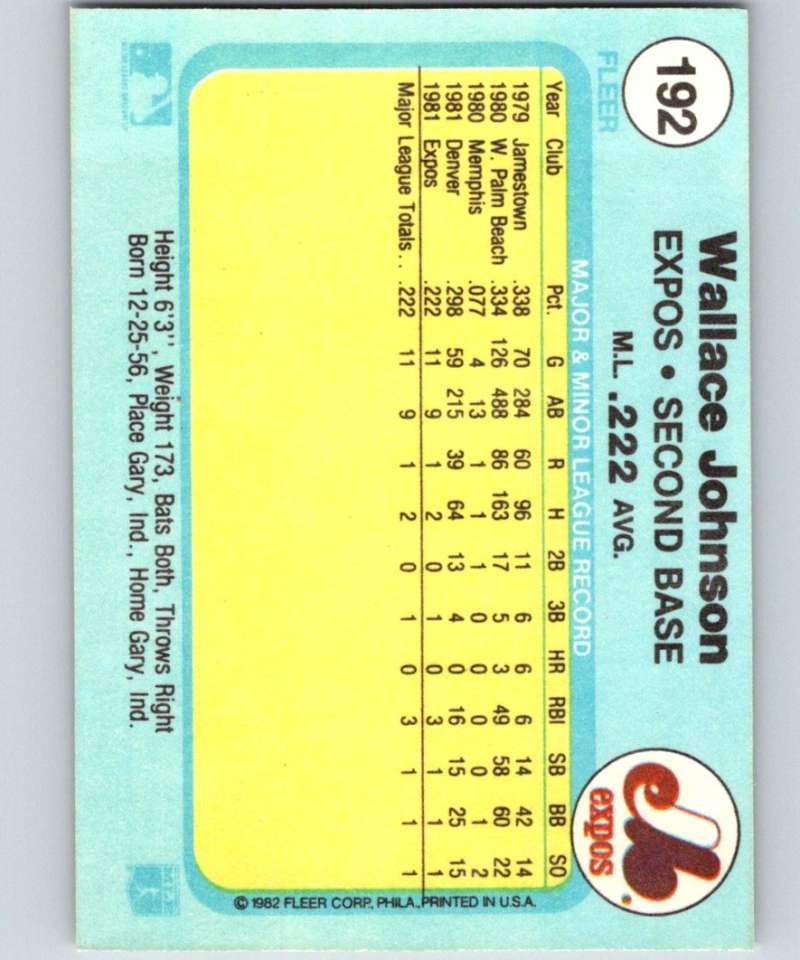 192
FLEER
Wallace Johnson
EXPOS • SECOND BASE
M.L. .222 AVG.
expos
MAJOR & MINOR LEAGUE RECORD
Year Club Pct. G AB R H 2B 3B HR RBI SB BB SO
1979 Jamestown .338 70 284 60 96 11 6 6 6 14 42 14
1980 W. Palm Beach .334 126 488 86 163 17 5 3 49 58 60 22
1980 Memphis .077 4 13 1 1 1 0 0 0 0 1 2
1981 Denver .298 59 215 39 64 13 4 0 16 15 25 15
1981 Expos .222 11 9 1 2 0 1 0 3 1 1 1
Major League Totals . . .222 11 9 1 2 0 1 0 3 1 1 1
Height 6'3'', Weight 173, Bats Both, Throws Right
Born 12-25-56, Place Gary, Ind., Home Gary, Ind.
© 1982 FLEER CORP., PHILA., PRINTED IN U.S.A.